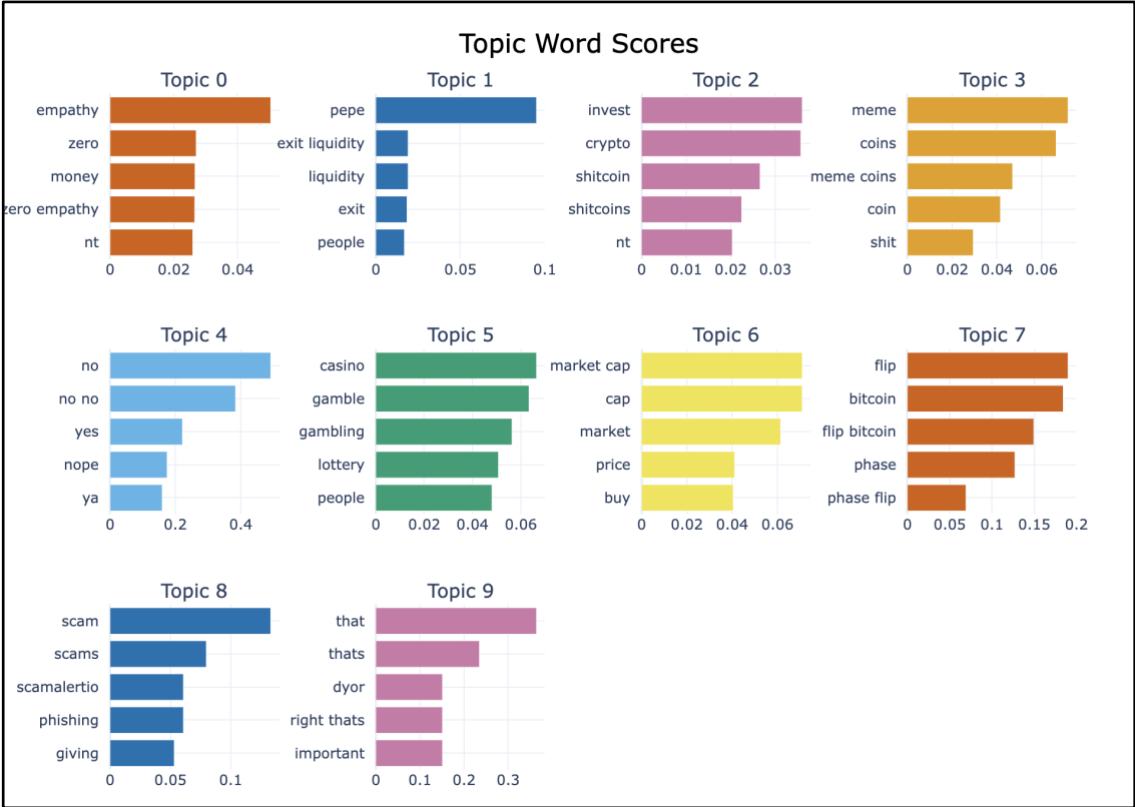 Topic Word Scores
Topic 0
empathy
zero
money
zero empathy
nt
0 0.02 0.04
Topic 1
pepe
exit liquidity
liquidity
exit
people
0 0.05 0.1
Topic 2
invest
crypto
shitcoin
shitcoins
nt
0 0.01 0.02 0.03
Topic 3
meme
coins
meme coins
coin
shit
0 0.02 0.04 0.06
Topic 4
no
no no
yes
nope
ya
0 0.2 0.4
Topic 5
casino
gamble
gambling
lottery
people
0 0.02 0.04 0.06
Topic 6
market cap
cap
market
price
buy
0 0.02 0.04 0.06
Topic 7
flip
bitcoin
flip bitcoin
phase
phase flip
0 0.05 0.1 0.15 0.2
Topic 8
scam
scams
scamalertio
phishing
giving
0 0.05 0.1
Topic 9
that
thats
dyor
right thats
important
0 0.1 0.2 0.3